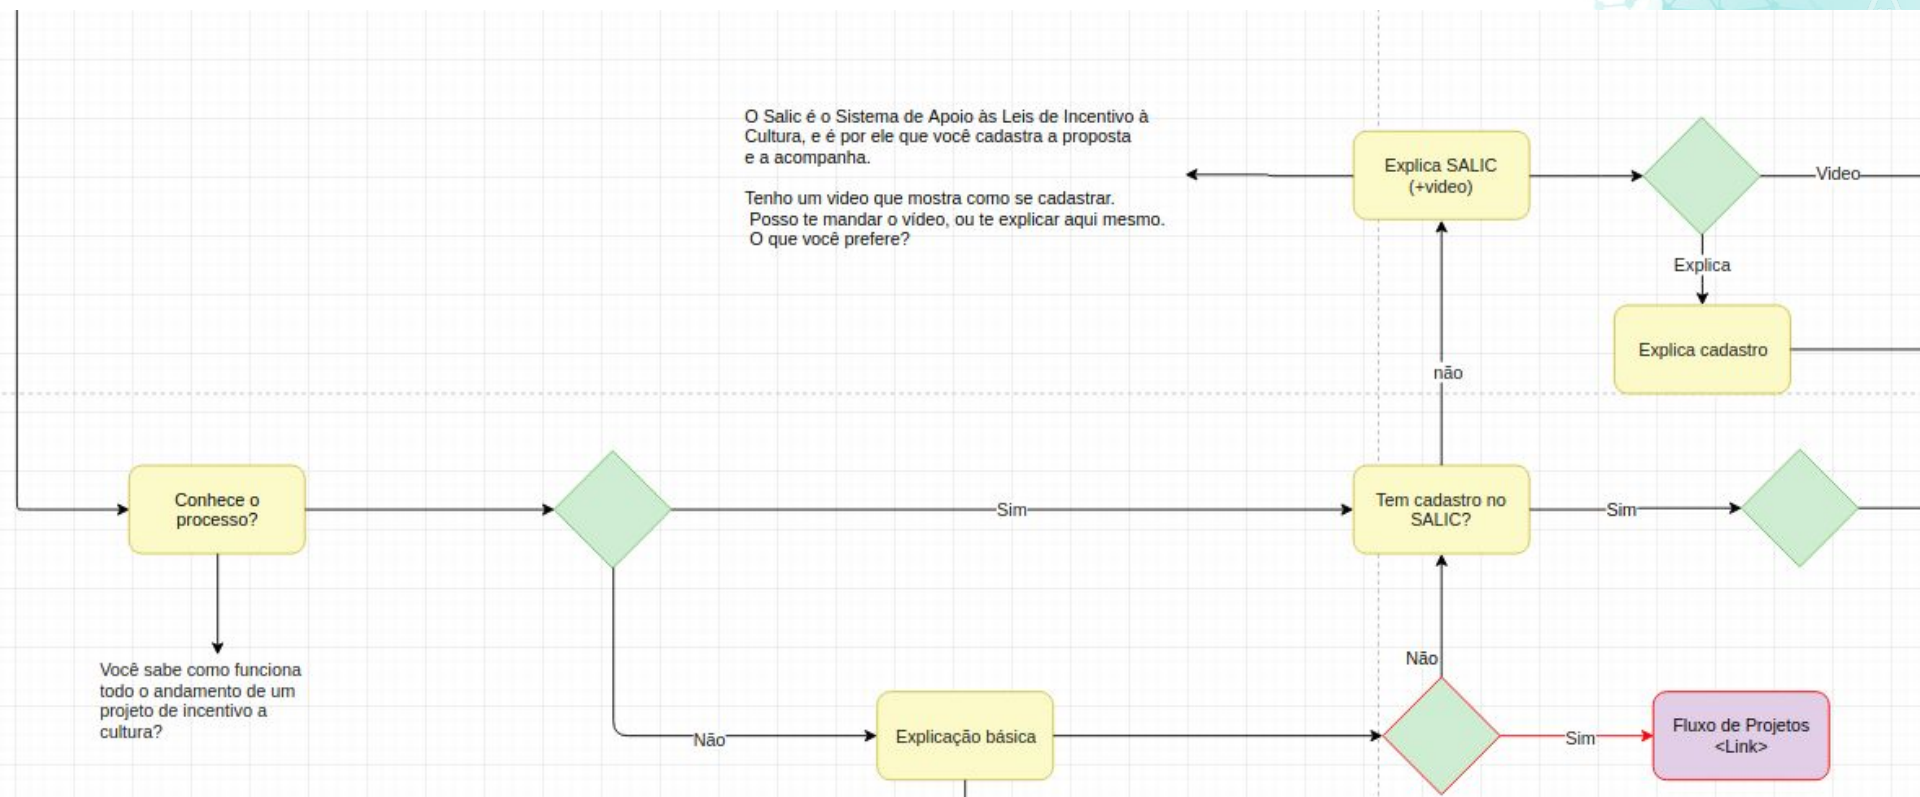 O Salic é o Sistema de Apoio às Leis de Incentivo à
Cultura, e é por ele que você cadastra a proposta
e a acompanha.
Tenho um video que mostra como se cadastrar.
Posso te mandar o vídeo, ou te explicar aqui mesmo.
O que você prefere?
Explica SALIC
(+video)
Video
Explica
Explica cadastro
não
Conhece o
processo?
Sim
Tem cadastro no
SALIC?
Sim
Você sabe como funciona
todo o andamento de um
projeto de incentivo a
cultura?
Não
Explicação básica
Não
Sim
Fluxo de Projetos
<Link>